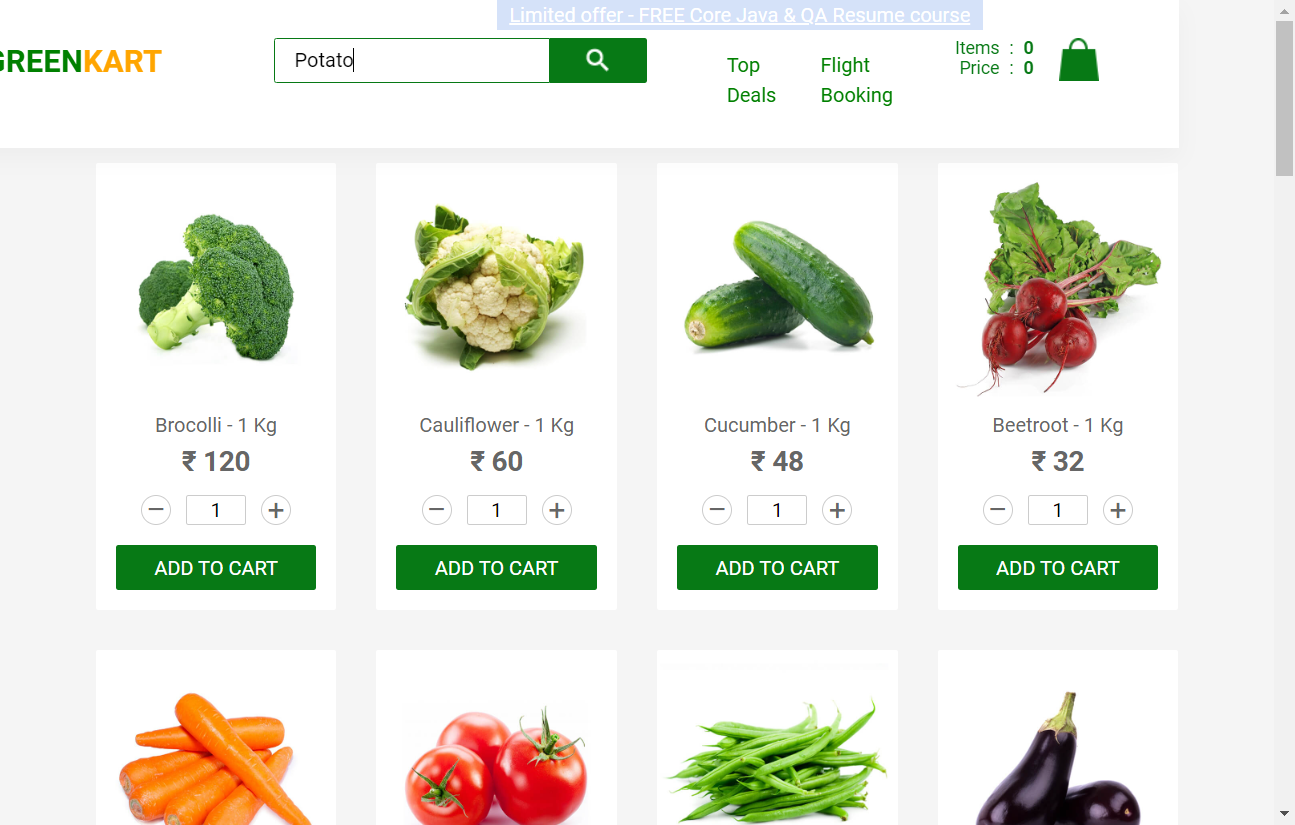 Limited offer - FREE Core Java & QA Resume course
GREENKART
Potato
Top Deals
Flight Booking
Items : 0
Price : 0
Brocolli - 1 Kg
₹ 120
− 1 +
ADD TO CART
Cauliflower - 1 Kg
₹ 60
− 1 +
ADD TO CART
Cucumber - 1 Kg
₹ 48
− 1 +
ADD TO CART
Beetroot - 1 Kg
₹ 32
− 1 +
ADD TO CART